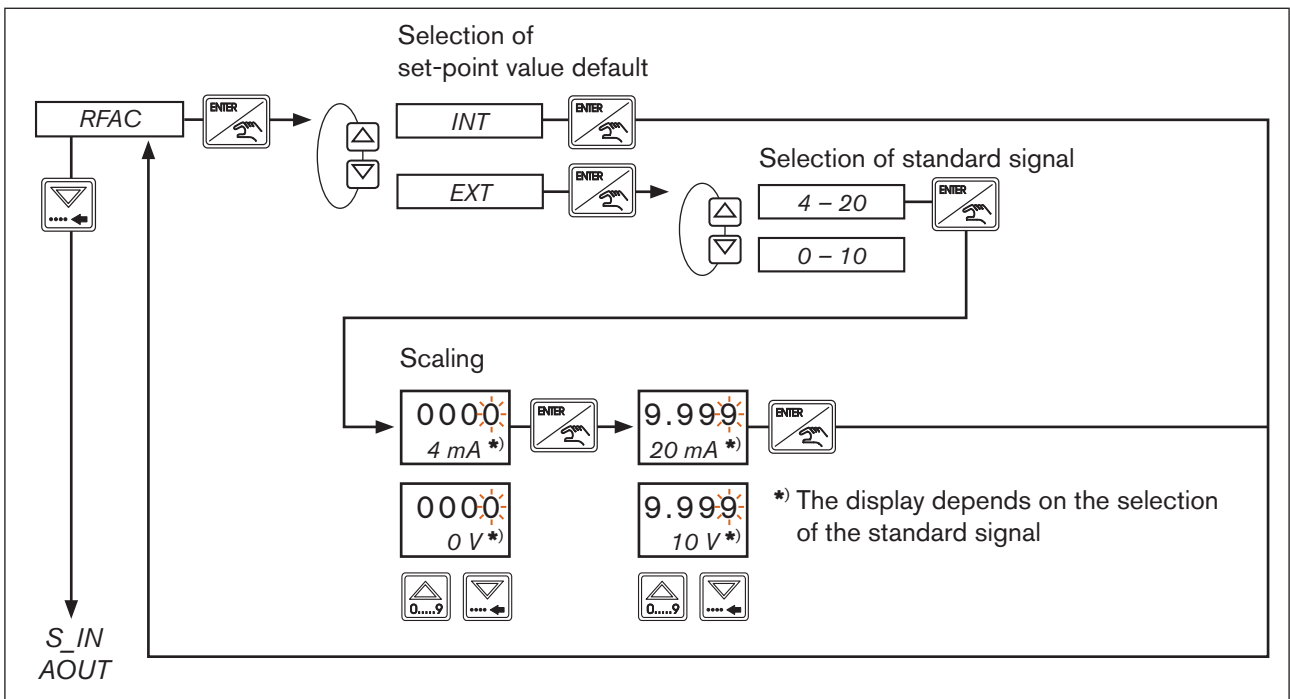 Selection of
set-point value default
RFAC
ENTER
INT
ENTER
EXT
ENTER
Selection of standard signal
4 – 20
ENTER
0 – 10
Scaling
0000
4 mA *)
ENTER
9.999
20 mA *)
ENTER
0000
0 V *)
9.999
10 V *)
*) The display depends on the selection
of the standard signal
0.....9
0.....9
S_IN
AOUT